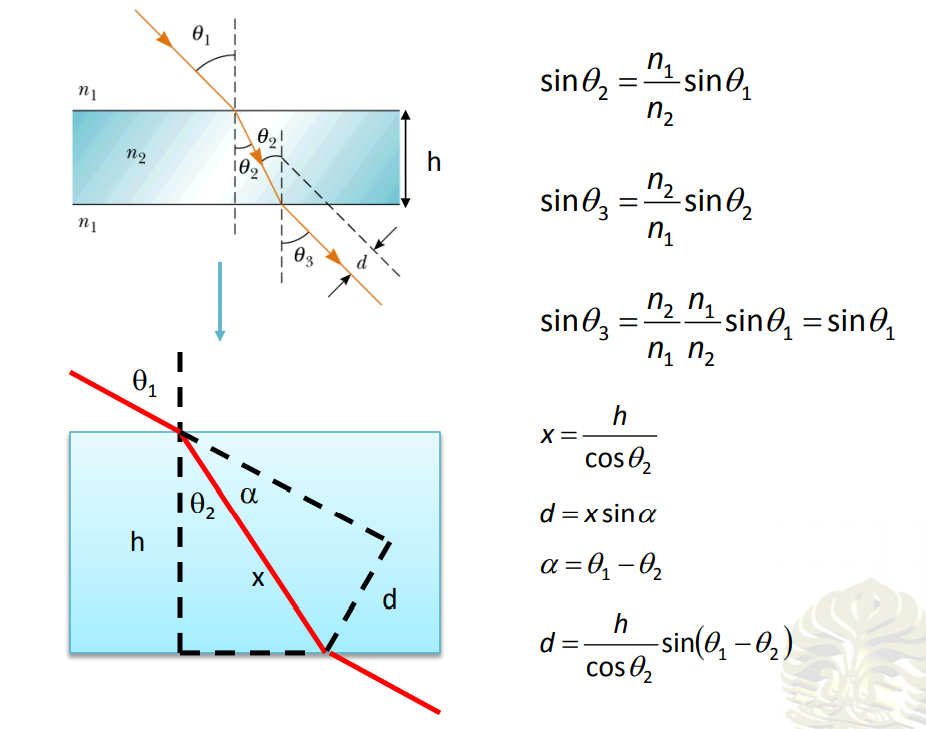 θ₁
n₁
n₂
θ₂
θ₂
h
n₁
θ₃
d
θ₁
θ₂
α
h
x
d
sinθ₂ = n₁/n₂ sinθ₁
sinθ₃ = n₂/n₁ sinθ₂
sinθ₃ = n₂/n₁ n₁/n₂ sinθ₁ = sinθ₁
x = h/cosθ₂
d = x sinα
α = θ₁ − θ₂
d = h/cosθ₂ sin(θ₁ − θ₂)